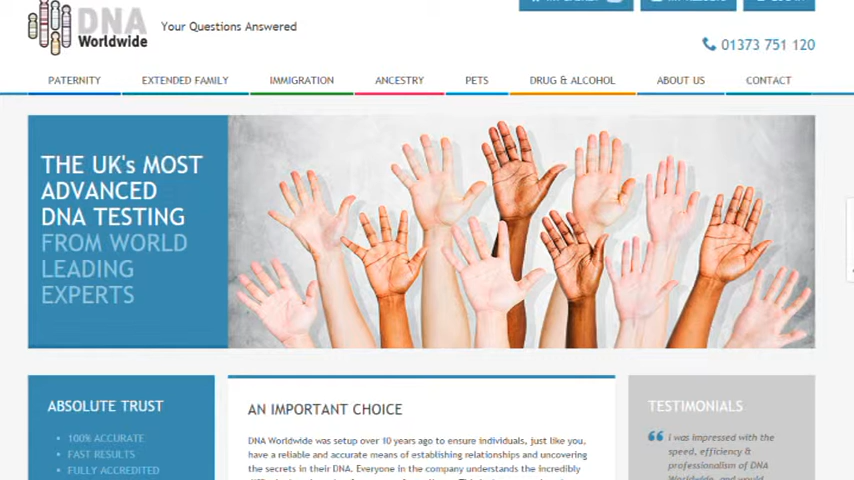 DNA
Worldwide
Your Questions Answered
01373 751 120
PATERNITY
EXTENDED FAMILY
IMMIGRATION
ANCESTRY
PETS
DRUG & ALCOHOL
ABOUT US
CONTACT
THE UK's MOST
ADVANCED
DNA TESTING
FROM WORLD
LEADING
EXPERTS
ABSOLUTE TRUST
• 100% ACCURATE
• FAST RESULTS
• FULLY ACCREDITED
AN IMPORTANT CHOICE
DNA Worldwide was setup over 10 years ago to ensure individuals, just like you,
have a reliable and accurate means of establishing relationships and uncovering
the secrets in their DNA. Everyone in the company understands the incredibly
TESTIMONIALS
I was impressed with the
speed, efficiency &
professionalism of DNA
Worldwide, and would